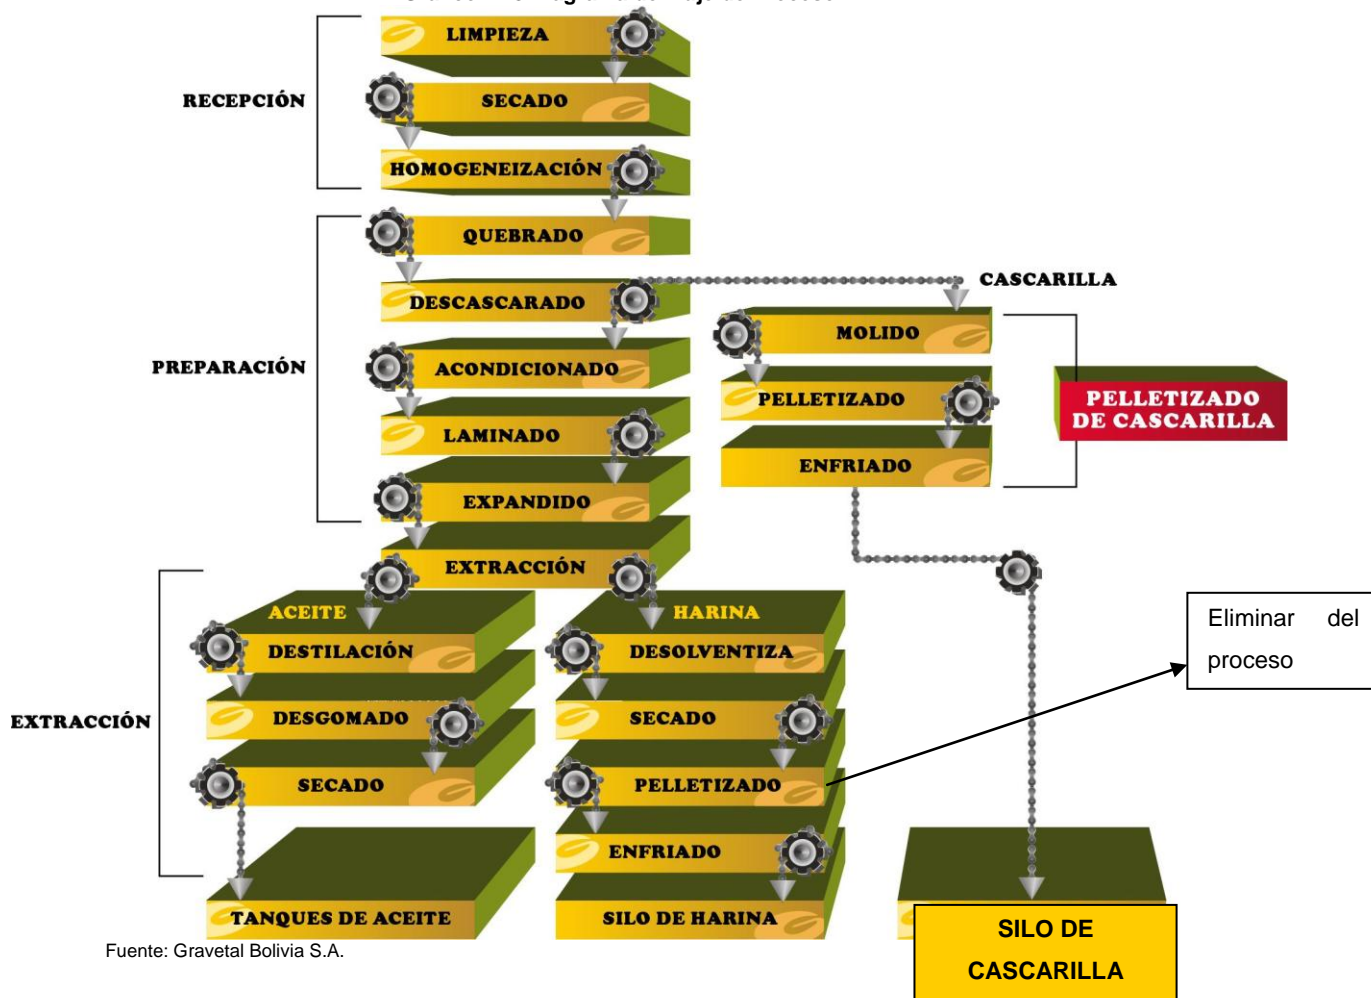 LIMPIEZA
RECEPCIÓN
SECADO
HOMOGENEIZACIÓN
QUEBRADO
DESCASCARADO
CASCARILLA
PREPARACIÓN
ACONDICIONADO
LAMINADO
EXPANDIDO
MOLIDO
PELLETIZADO
ENFRIADO
PELLETIZADO
DE CASCARILLA
EXTRACCIÓN
EXTRACCIÓN
ACEITE
DESTILACIÓN
DESGOMADO
SECADO
TANQUES DE ACEITE
HARINA
DESOLVENTIZA
SECADO
PELLETIZADO
ENFRIADO
SILO DE HARINA
Eliminar del
proceso
SILO DE
CASCARILLA
Fuente: Gravetal Bolivia S.A.